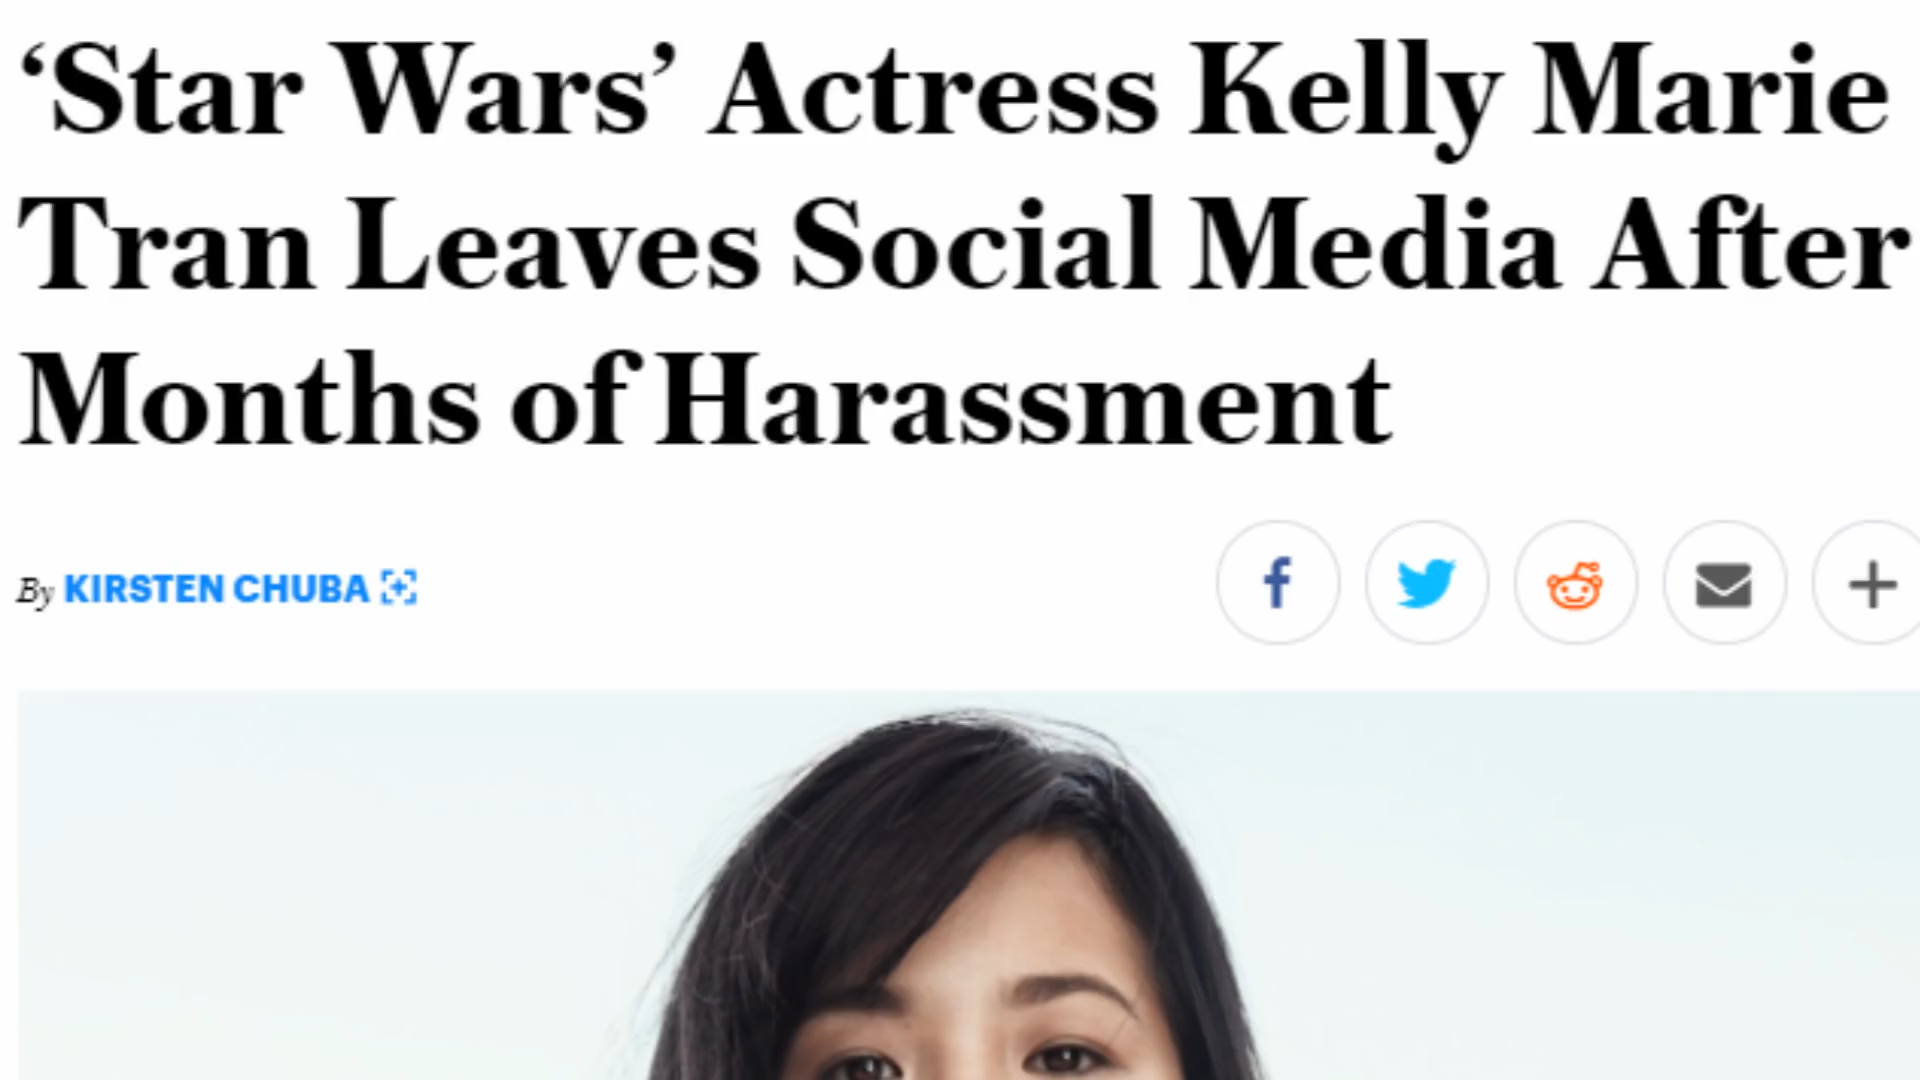 ‘Star Wars’ Actress Kelly Marie
Tran Leaves Social Media After
Months of Harassment
By KIRSTEN CHUBA